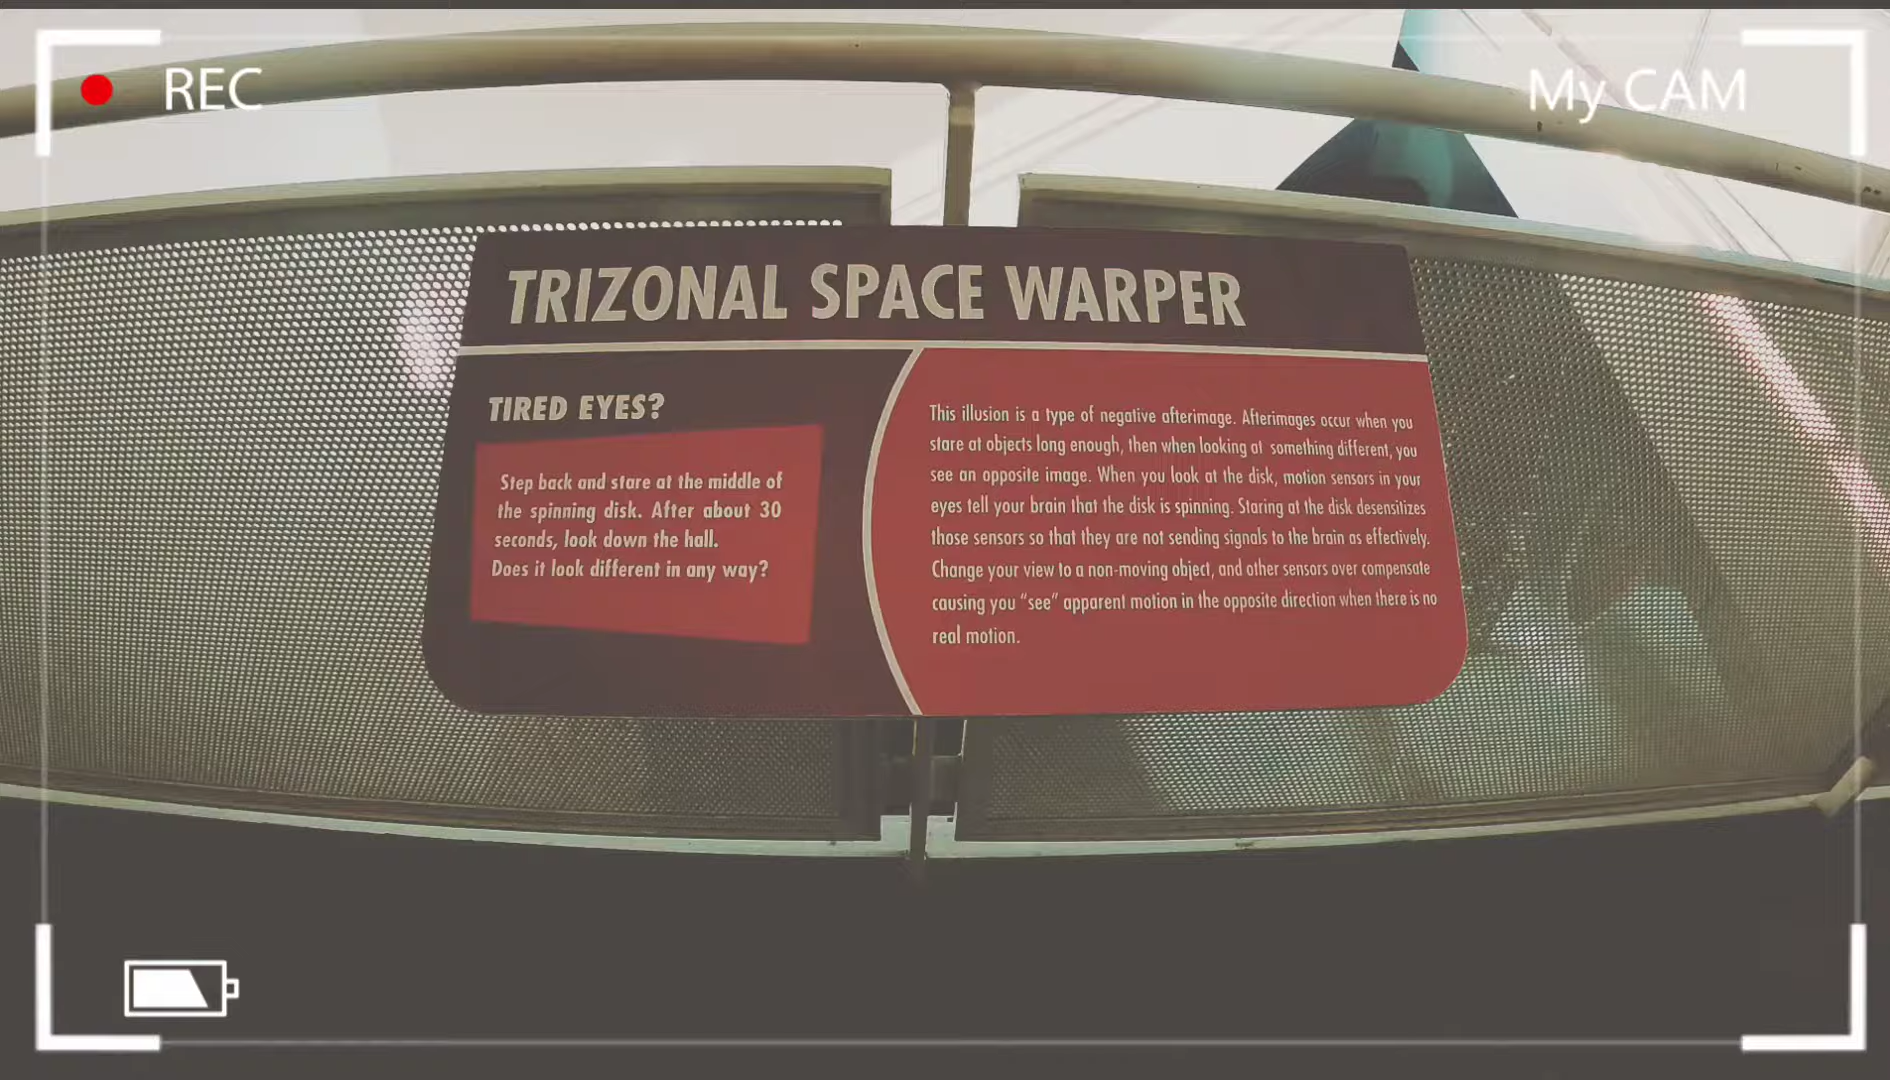 REC
My CAM
TRIZONAL SPACE WARPER
TIRED EYES?
Step back and stare at the middle of
the spinning disk. After about 30
seconds, look down the hall.
Does it look different in any way?
This illusion is a type of negative afterimage. Afterimages occur when you
stare at objects long enough, then when looking at something different, you
see an opposite image. When you look at the disk, motion sensors in your
eyes tell your brain that the disk is spinning. Staring at the disk desensitizes
those sensors so that they are not sending signals to the brain as effectively.
Change your view to a non-moving object, and other sensors over compensate
causing you “see” apparent motion in the opposite direction when there is no
real motion.